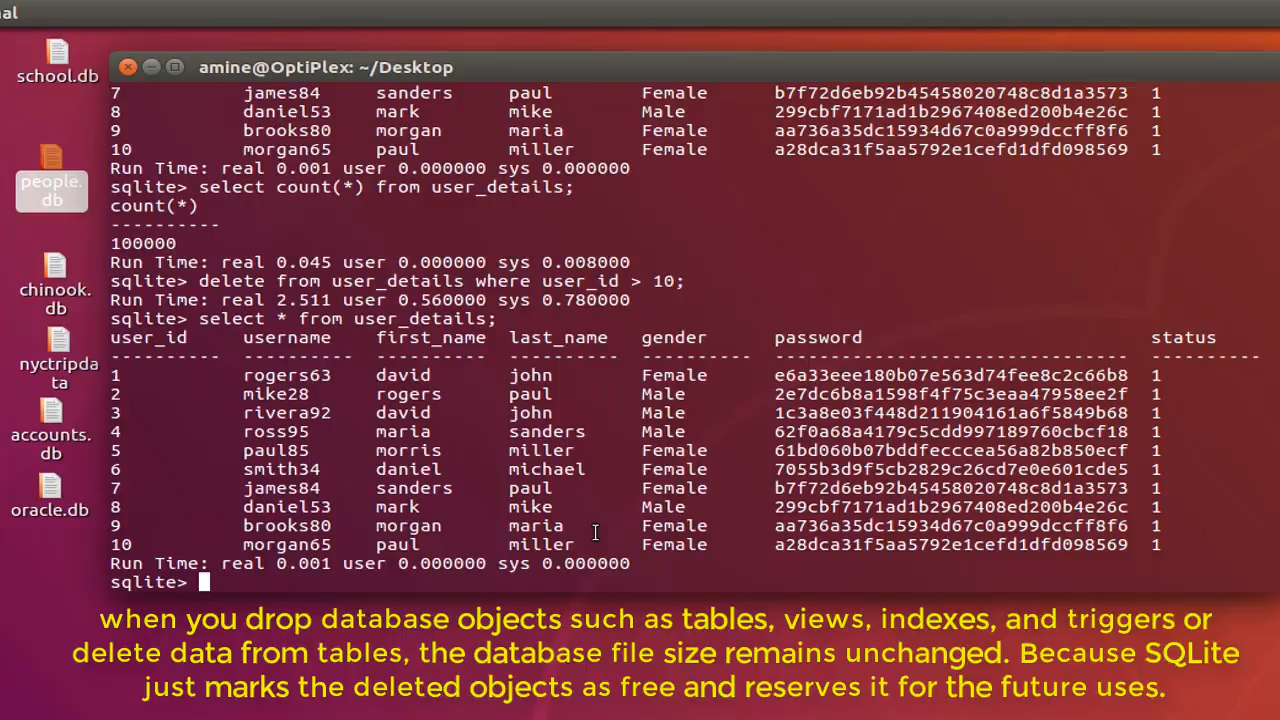 al
school.db
people.
db
chinook.
db
nyctripda
ta
accounts.
db
oracle.db
amine@OptiPlex: ~/Desktop
7 james84 sanders paul Female b7f72d6eb92b45458020748c8d1a3573 1
8 daniel53 mark mike Male 299cbf7171ad1b2967408ed200b4e26c 1
9 brooks80 morgan maria Female aa736a35dc15934d67c0a999dccff8f6 1
10 morgan65 paul miller Female a28dca31f5aa5792e1cefd1dfd098569 1
Run Time: real 0.001 user 0.000000 sys 0.000000
sqlite> select count(*) from user_details;
count(*)
----------
100000
Run Time: real 0.045 user 0.000000 sys 0.008000
sqlite> delete from user_details where user_id > 10;
Run Time: real 2.511 user 0.560000 sys 0.780000
sqlite> select * from user_details;
user_id username first_name last_name gender password status
---------- ---------- ---------- ---------- ---------- -------------------------------- ----------
1 rogers63 david john Female e6a33eee180b07e563d74fee8c2c66b8 1
2 mike28 rogers paul Male 2e7dc6b8a1598f4f75c3eaa47958ee2f 1
3 rivera92 david john Male 1c3a8e03f448d211904161a6f5849b68 1
4 ross95 maria sanders Male 62f0a68a4179c5cdd997189760cbcf18 1
5 paul85 morris miller Female 61bd060b07bddfecccea56a82b850ecf 1
6 smith34 daniel michael Female 7055b3d9f5cb2829c26cd7e0e601cde5 1
7 james84 sanders paul Female b7f72d6eb92b45458020748c8d1a3573 1
8 daniel53 mark mike Male 299cbf7171ad1b2967408ed200b4e26c 1
9 brooks80 morgan maria Female aa736a35dc15934d67c0a999dccff8f6 1
10 morgan65 paul miller Female a28dca31f5aa5792e1cefd1dfd098569 1
Run Time: real 0.001 user 0.000000 sys 0.000000
sqlite>
when you drop database objects such as tables, views, indexes, and triggers or
delete data from tables, the database file size remains unchanged. Because SQLite
just marks the deleted objects as free and reserves it for the future uses.